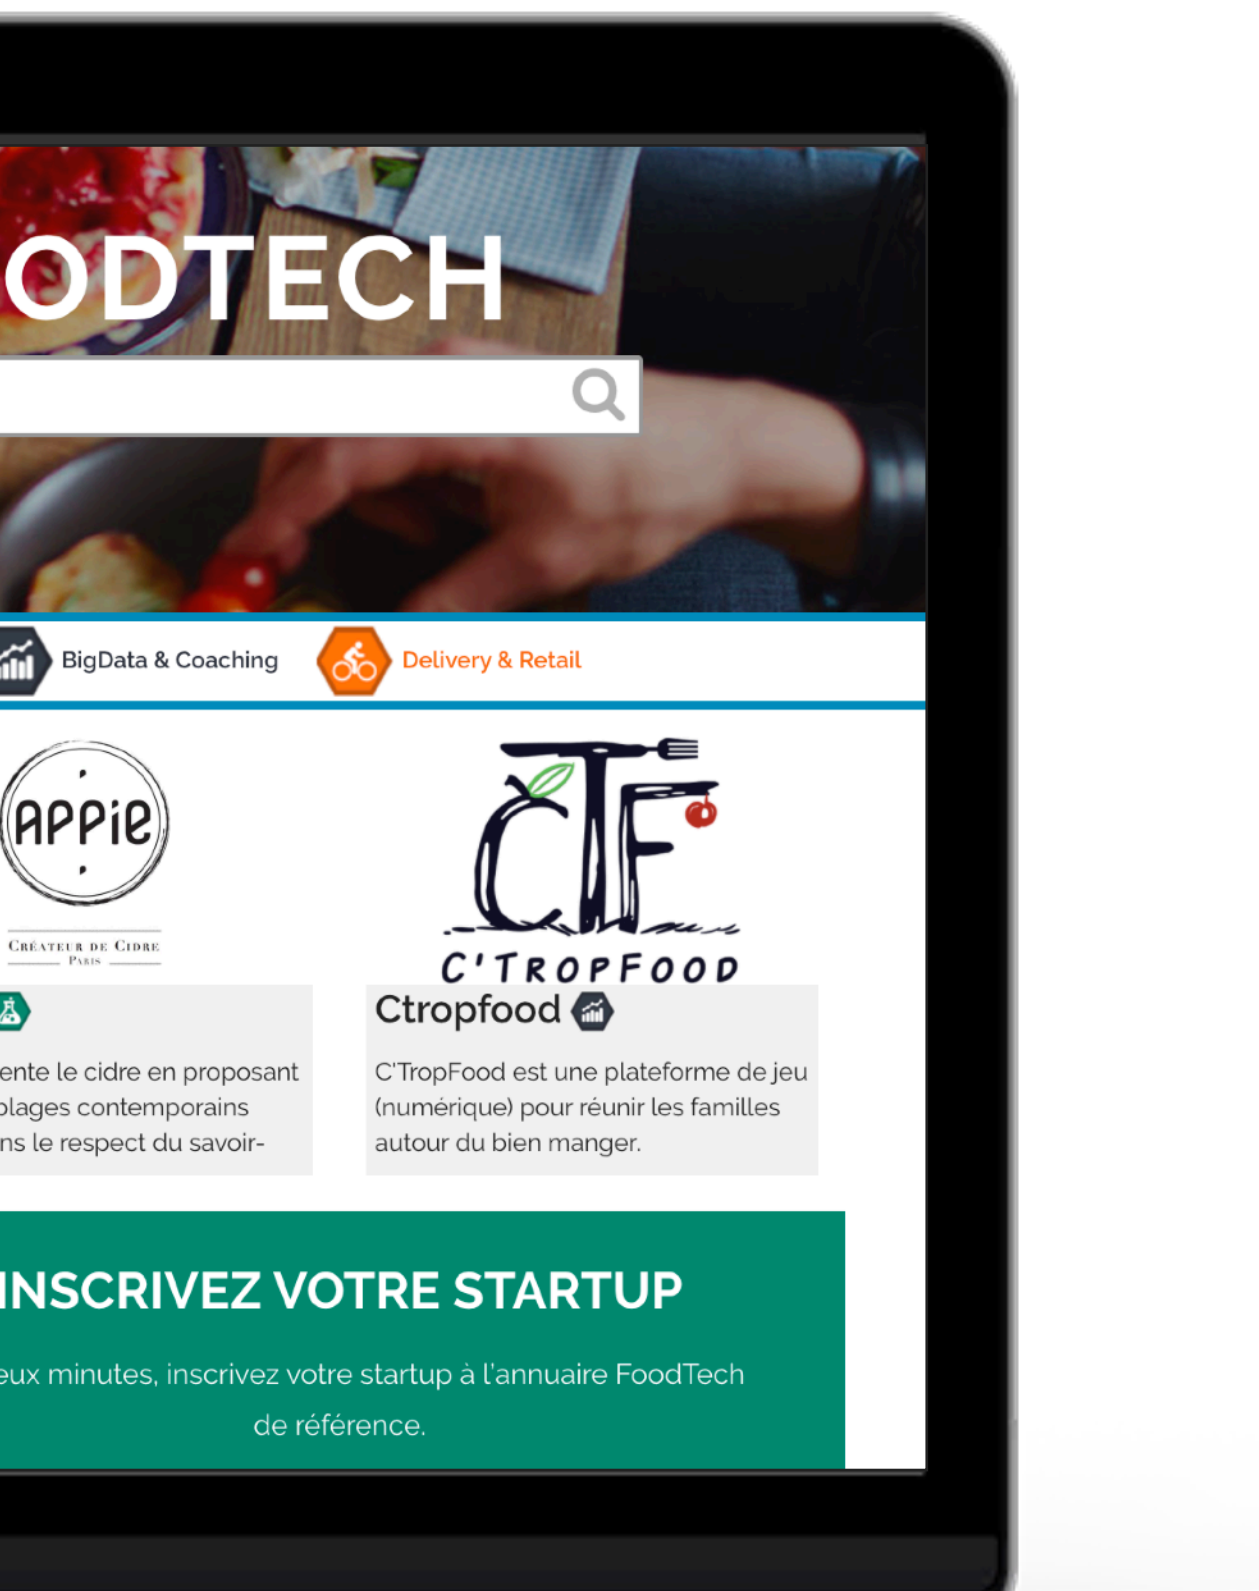 ODTECH
BigData & Coaching
Delivery & Retail
APPie
CRÉATEUR DE CIDRE
PARIS
CTF
C'TROPFOOD
Ctropfood
ente le cidre en proposant
plages contemporains
ns le respect du savoir-
C'TropFood est une plateforme de jeu
(numérique) pour réunir les familles
autour du bien manger.
INSCRIVEZ VOTRE STARTUP
eux minutes, inscrivez votre startup à l'annuaire FoodTech
de référence.